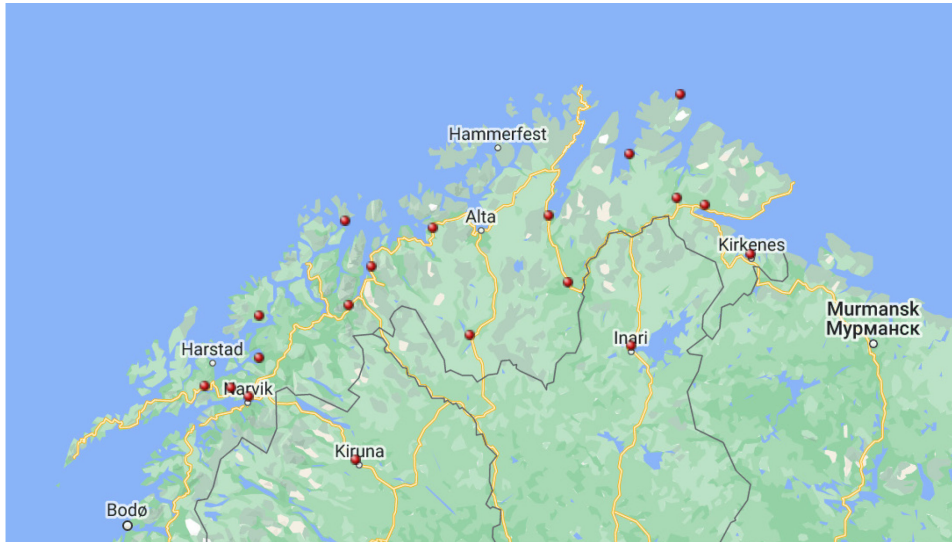 Hammerfest
Alta
Kirkenes
Murmansk
Мурманск
Inari
Harstad
Narvik
Kiruna
Bodø